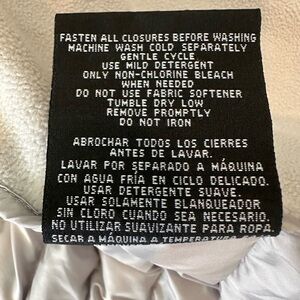 FASTEN ALL CLOSURES BEFORE WASHING
MACHINE WASH COLD SEPARATELY
GENTLE CYCLE
USE MILD DETERGENT
ONLY NON-CHLORINE BLEACH
WHEN NEEDED
DO NOT USE FABRIC SOFTENER
TUMBLE DRY LOW
REMOVE PROMPTLY
DO NOT IRON
ABROCHAR TODOS LOS CIERRES
ANTES DE LAVAR.
LAVAR POR SEPARADO A MÁQUINA
CON AGUA FRÍA EN CICLO DELICADO.
USAR DETERGENTE SUAVE.
USAR SOLAMENTE BLANQUEADOR
SIN CLORO CUANDO SEA NECESARIO.
NO UTILIZAR SUAVIZANTE PARA ROPA.
SECAR A MÁQUINA A TEMPERATURA